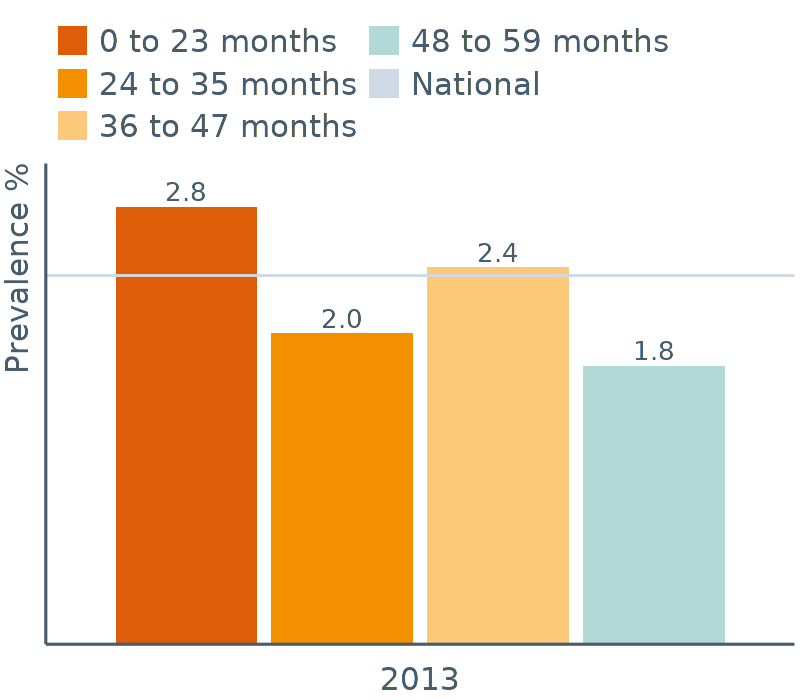 0 to 23 months
24 to 35 months
36 to 47 months
48 to 59 months
National
Prevalence %
2.8
2.0
2.4
1.8
2013